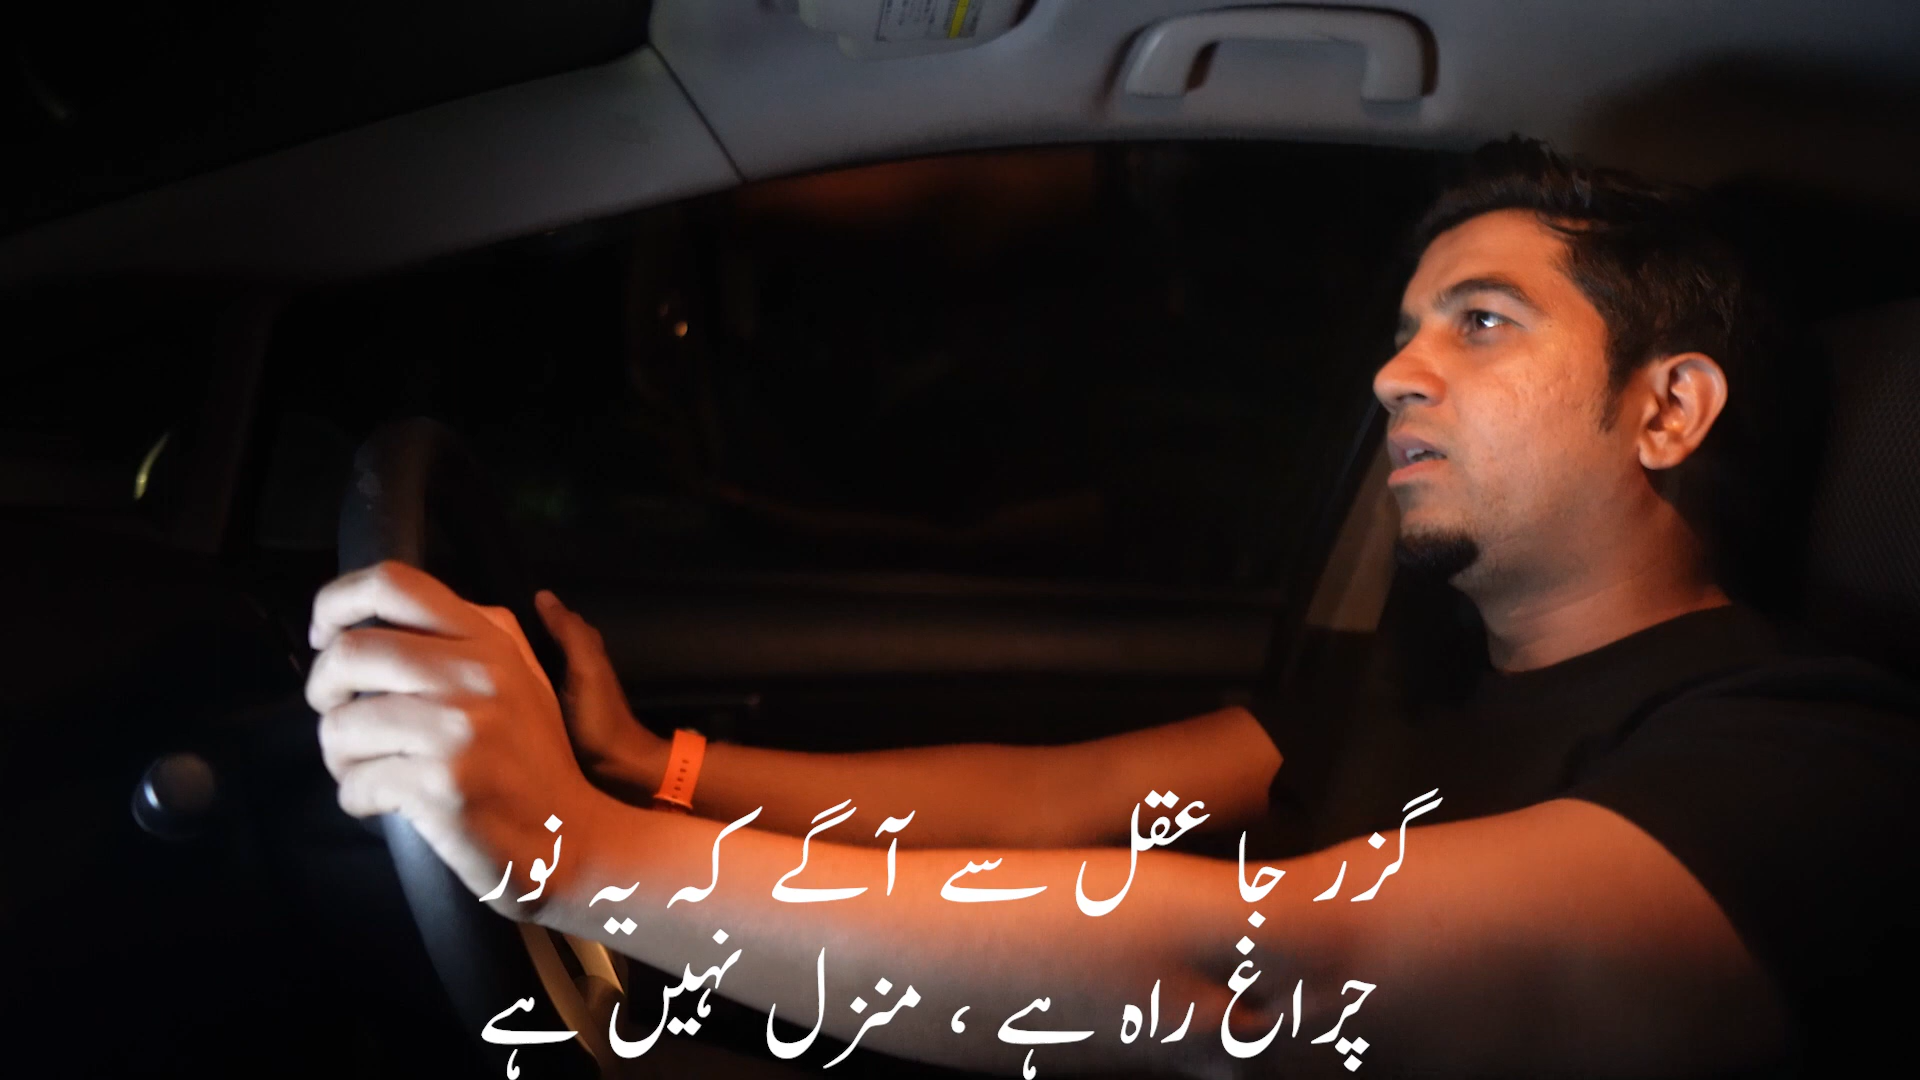 گزر جا عقل سے آگے کہ یہ نور
چراغ راہ ہے ، منزل نہیں ہے